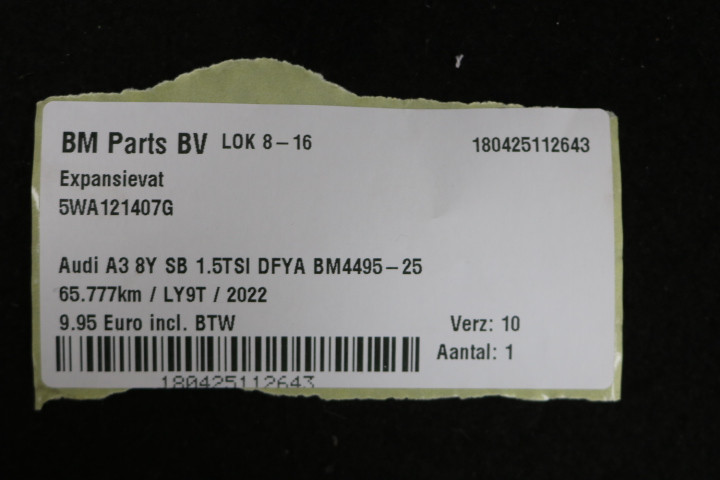 BM Parts BV LOK 8-16 180425112643
Expansievat
5WA121407G
Audi A3 8Y SB 1.5TSI DFYA BM4495-25
65.777km / LY9T / 2022
9.95 Euro incl. BTW Verz: 10
Aantal: 1
180425112643